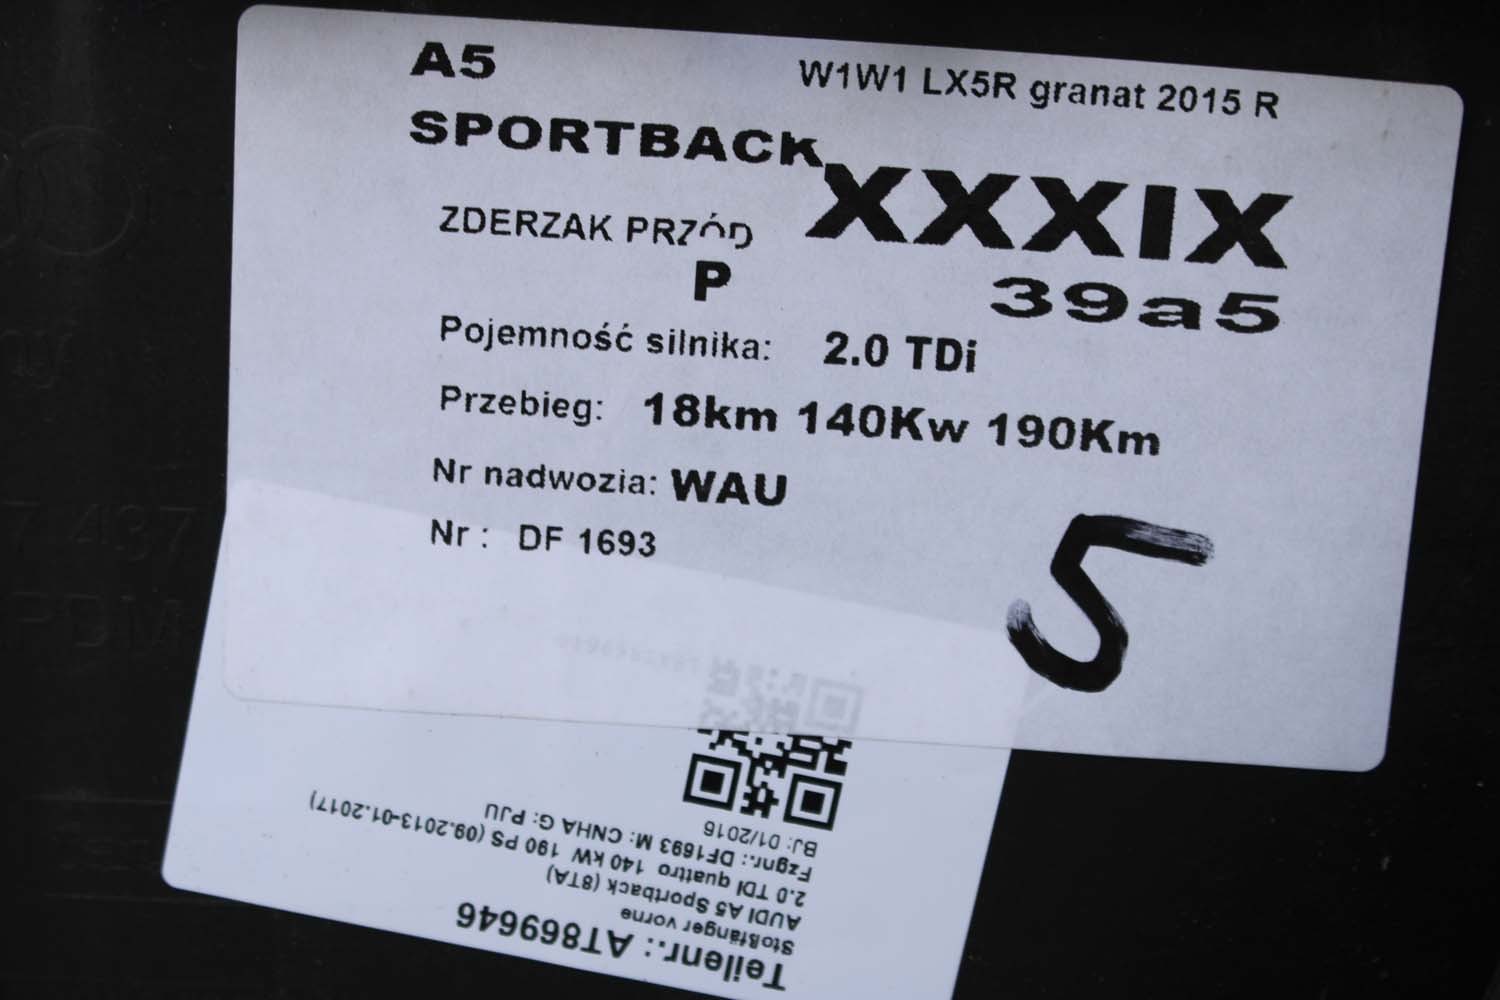 A5
W1W1 LX5R granat 2015 R
SPORTBACK
XXXIX
ZDERZAK PRZÓD
39a5
P
Pojemność silnika: 2.0 TDi
Przebieg: 18km 140Kw 190Km
Nr nadwozia: WAU
Nr : DF 1693
5
7 437
Teilenr.: AT869646
Stoßfänger vorne
AUDI A5 Sportback (8TA)
2.0 TDI quattro 140 kW 190 PS (09.2013-01.2017)
Fzgnr.: DF1693 M: CNHA G: PJU
BJ: 01/2016